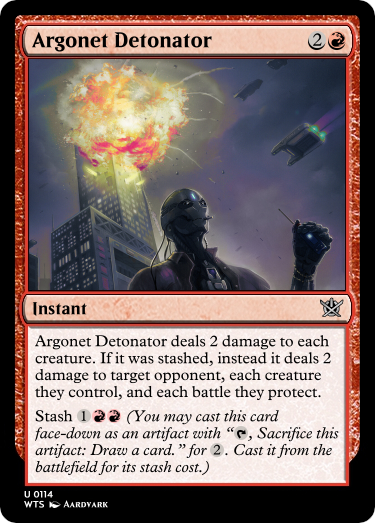 Argonet Detonator 2
Instant
Argonet Detonator deals 2 damage to each
creature. If it was stashed, instead it deals 2
damage to target opponent, each creature
they control, and each battle they protect.
Stash 1 (You may cast this card
face-down as an artifact with “, Sacrifice this
artifact: Draw a card.” for 2. Cast it from the
battlefield for its stash cost.)
U 0114
WTS Aardvark